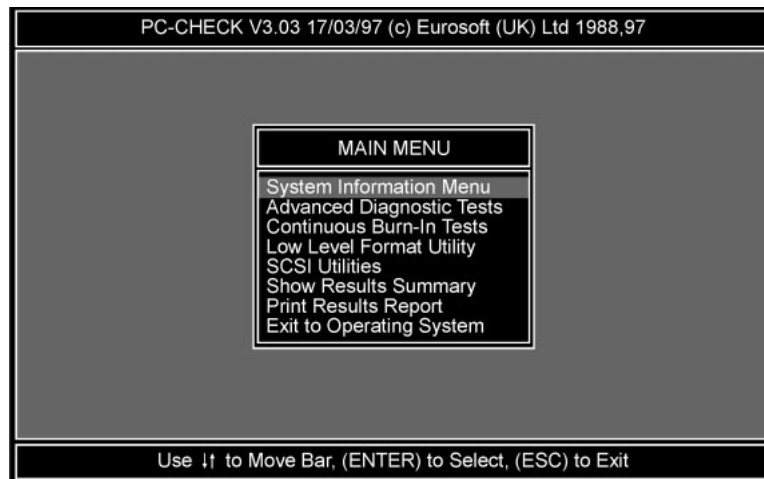 PC-CHECK V3.03 17/03/97 (c) Eurosoft (UK) Ltd 1988,97
MAIN MENU
System Information Menu
Advanced Diagnostic Tests
Continuous Burn-In Tests
Low Level Format Utility
SCSI Utilities
Show Results Summary
Print Results Report
Exit to Operating System
Use ↓↑ to Move Bar, (ENTER) to Select, (ESC) to Exit